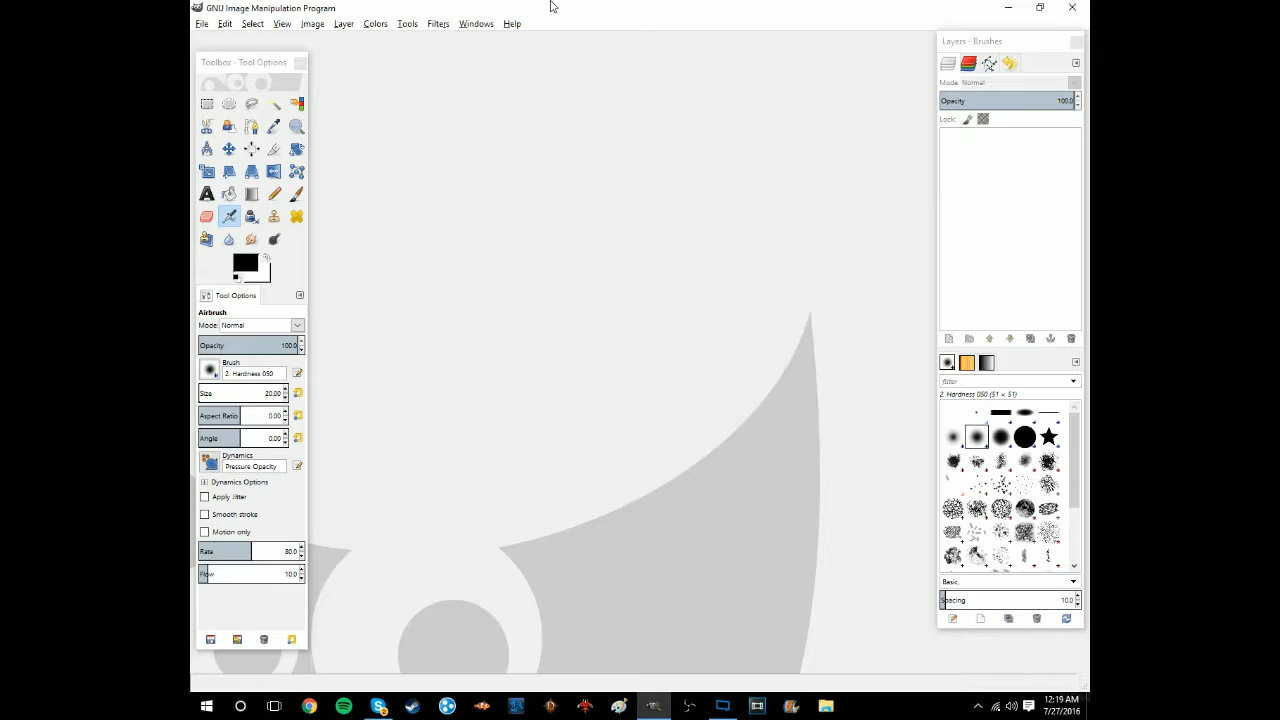 GNU Image Manipulation Program
File Edit Select View Image Layer Colors Tools Filters Windows Help
Toolbox - Tool Options
Tool Options
Airbrush
Mode: Normal
Opacity 100.0
Brush
2. Hardness 050
Size 20.00
Aspect Ratio 0.00
Angle 0.00
Dynamics
Pressure Opacity
Dynamics Options
Apply Jitter
Smooth stroke
Motion only
Rate 80.0
Flow 10.0
Layers - Brushes
Mode: Normal
Opacity 100.0
Lock:
filter
2. Hardness 050 (51 × 51)
Basic,
Spacing 10.0
12:19 AM
7/27/2016